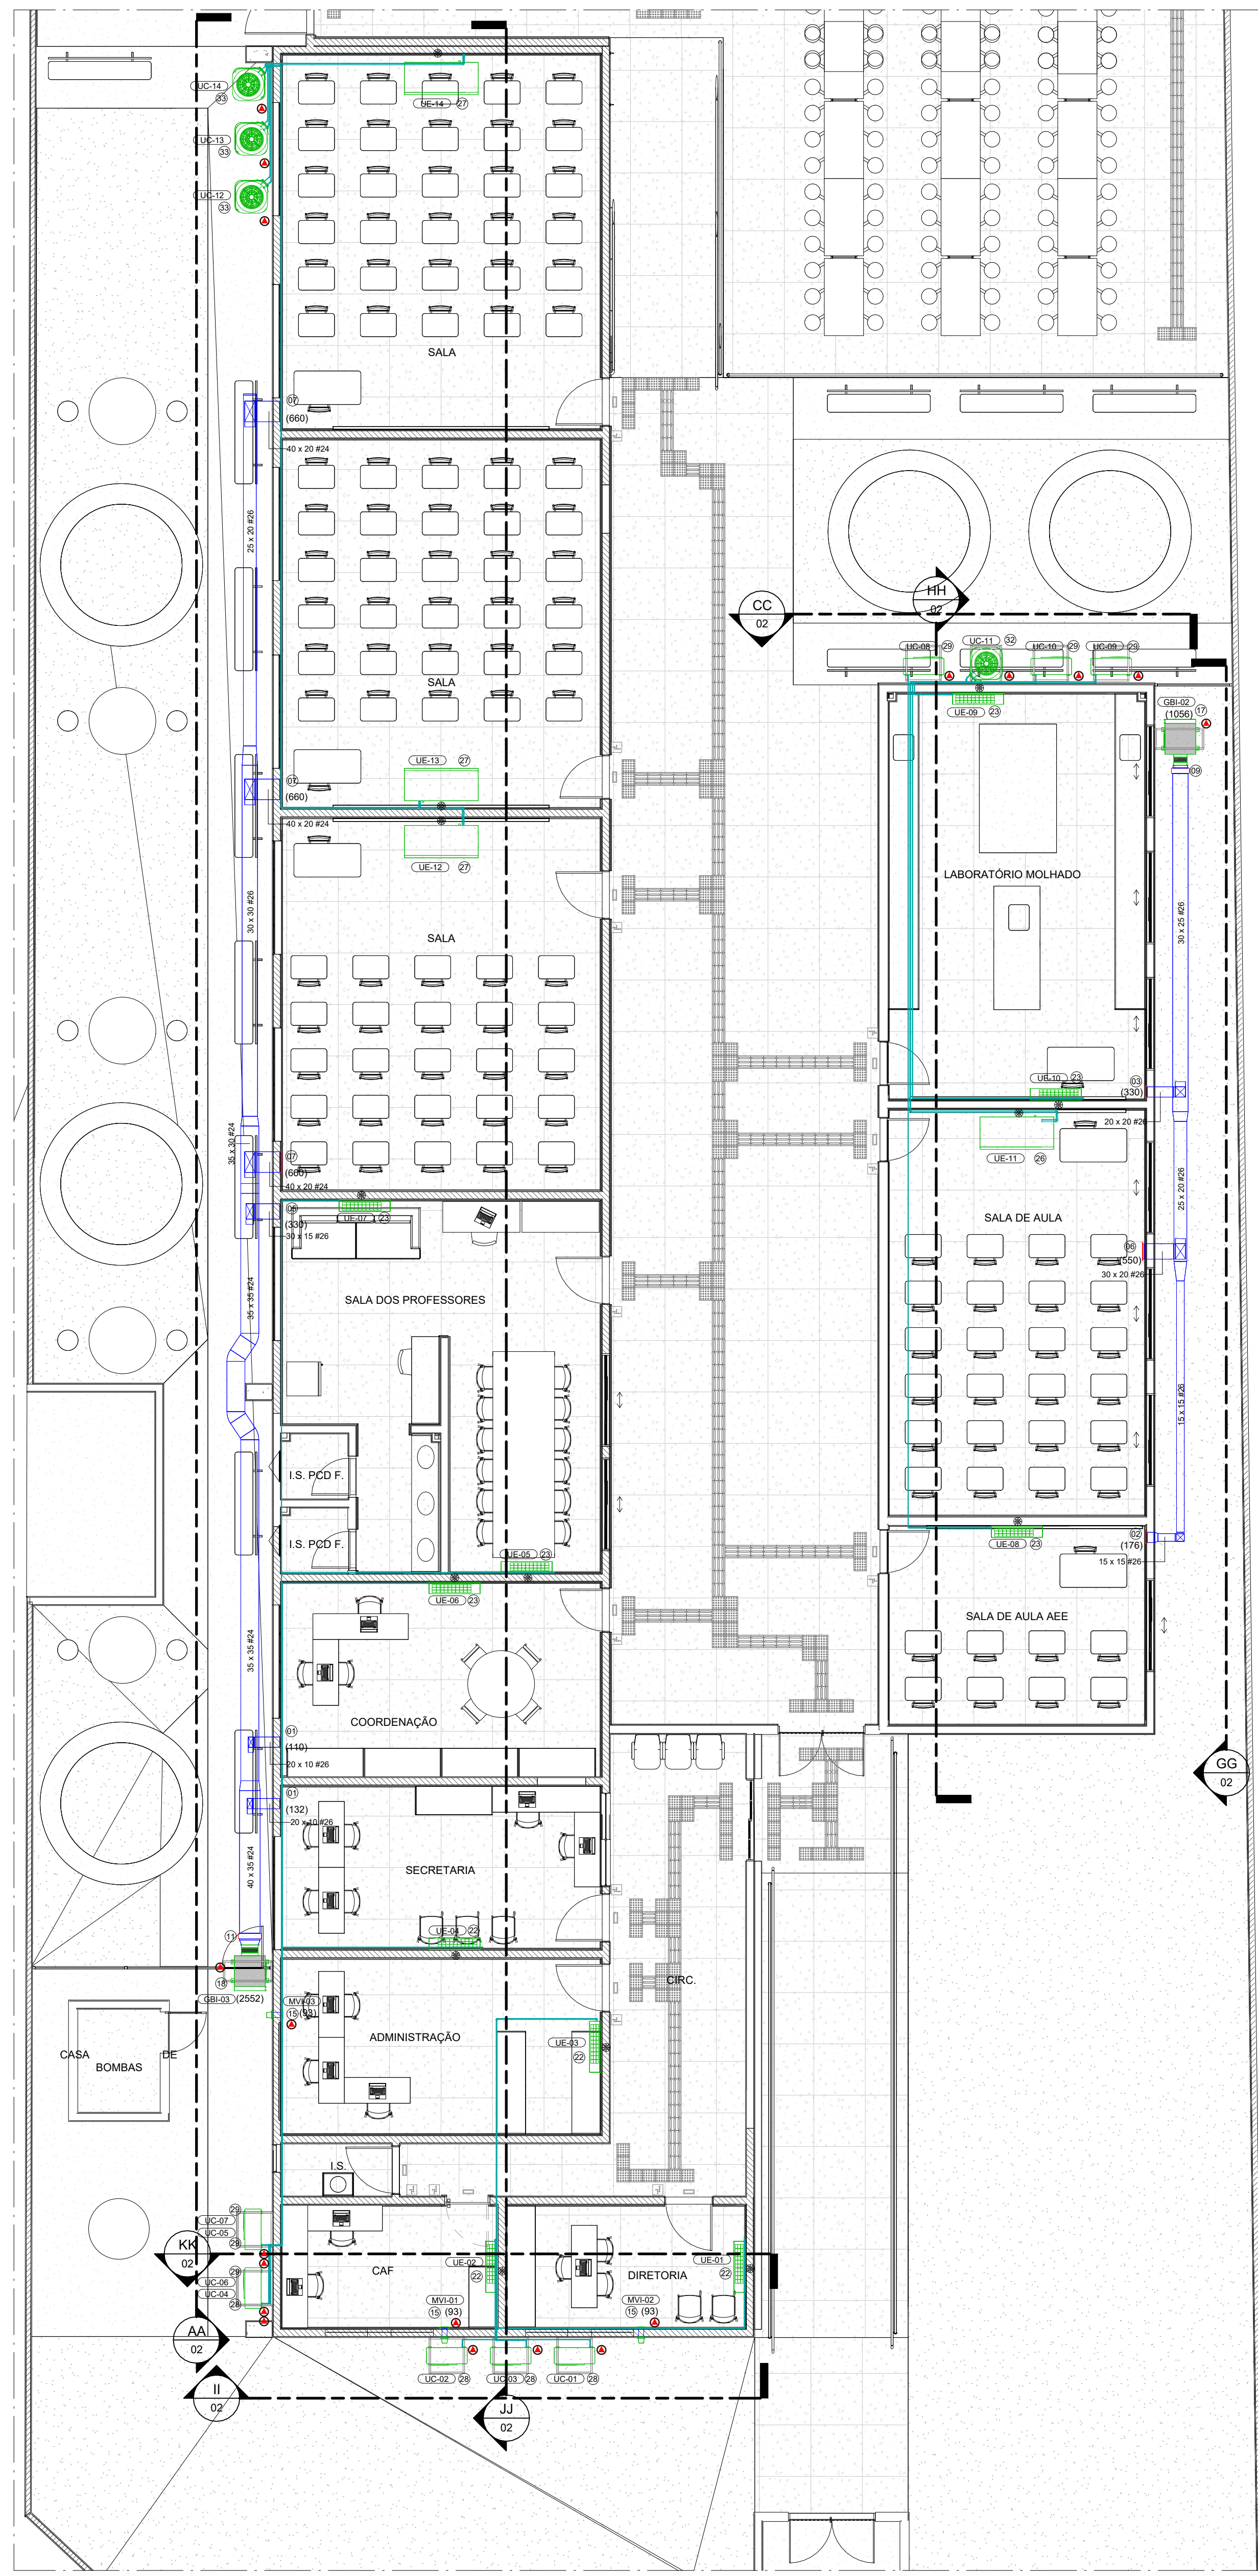 UC-14
33
UE-14 27
UC-13
33
UC-12
33
SALA
07
(660)
40 x 20 #24
25 x 20 #26
SALA
CC
02
HH
02
UC-08 29
UC-11 32
UC-10 29
UC-09 29
UE-09 23
GBI-02 17
(1056)
09
UE-13 27
07
(660)
40 x 20 #24
UE-12 27
LABORATÓRIO MOLHADO
30 x 30 #26
30 x 25 #26
SALA
UE-10 23
03
(330)
20 x 20 #26
35 x 30 #24
07
(660)
40 x 20 #24
UE-11 26
25 x 20 #26
UE-07 23
(330)
30 x 15 #26
SALA DE AULA
06
(550)
30 x 20 #26
35 x 35 #24
SALA DOS PROFESSORES
15 x 15 #26
I.S. PCD F.
I.S. PCD F.
UE-05 23
UE-08 23
02
(176)
15 x 15 #26
UE-06 23
SALA DE AULA AEE
35 x 35 #24
COORDENAÇÃO
01
(110)
20 x 10 #26
GG
02
01
(132)
20 x 10 #26
40 x 35 #24
SECRETARIA
UE-04 22
11
18
GBI-03 (2552)
MVI-03
15 (93)
CIRC.
ADMINISTRAÇÃO
UE-03
22
CASA DE
BOMBAS
I.S.
29
UC-07
UC-05
29
KK
02
29
UC-06
UC-04
28
CAF
UE-02
22
DIRETORIA
UE-01
22
MVI-01
15 (93)
MVI-02
15 (93)
AA
02
UC-02 28
UC-03 28
UC-01 28
II
02
JJ
02